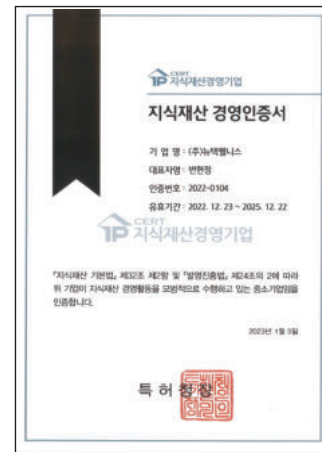 CERT
IP 지식재산경영기업
지식재산 경영인증서
기 업 명 : (주)뉴택웰니스
대표자명 : 변현정
인증번호 : 2022-0104
유효기간 : 2022. 12. 23 ~ 2025. 12. 22
CERT
IP 지식재산경영기업
「지식재산 기본법」 제32조 제2항 및 「발명진흥법」 제24조의 2에 따라
위 기업이 지식재산 경영활동을 모범적으로 수행하고 있는 중소기업임을
인증합니다.
2023년 1월 5일
특 허 청 장